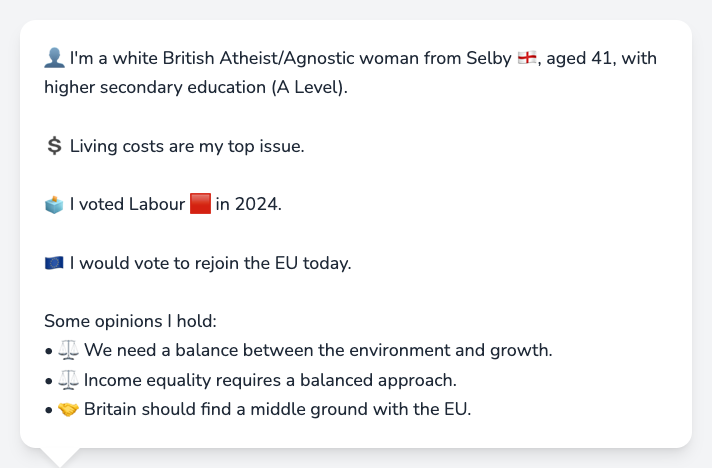 👤 I'm a white British Atheist/Agnostic woman from Selby 🏴󠁧󠁢󠁥󠁮󠁧󠁿, aged 41, with
higher secondary education (A Level).
💲 Living costs are my top issue.
🗳️ I voted Labour 🟥 in 2024.
🇪🇺 I would vote to rejoin the EU today.
Some opinions I hold:
• ⚖️ We need a balance between the environment and growth.
• ⚖️ Income equality requires a balanced approach.
• 🤝 Britain should find a middle ground with the EU.